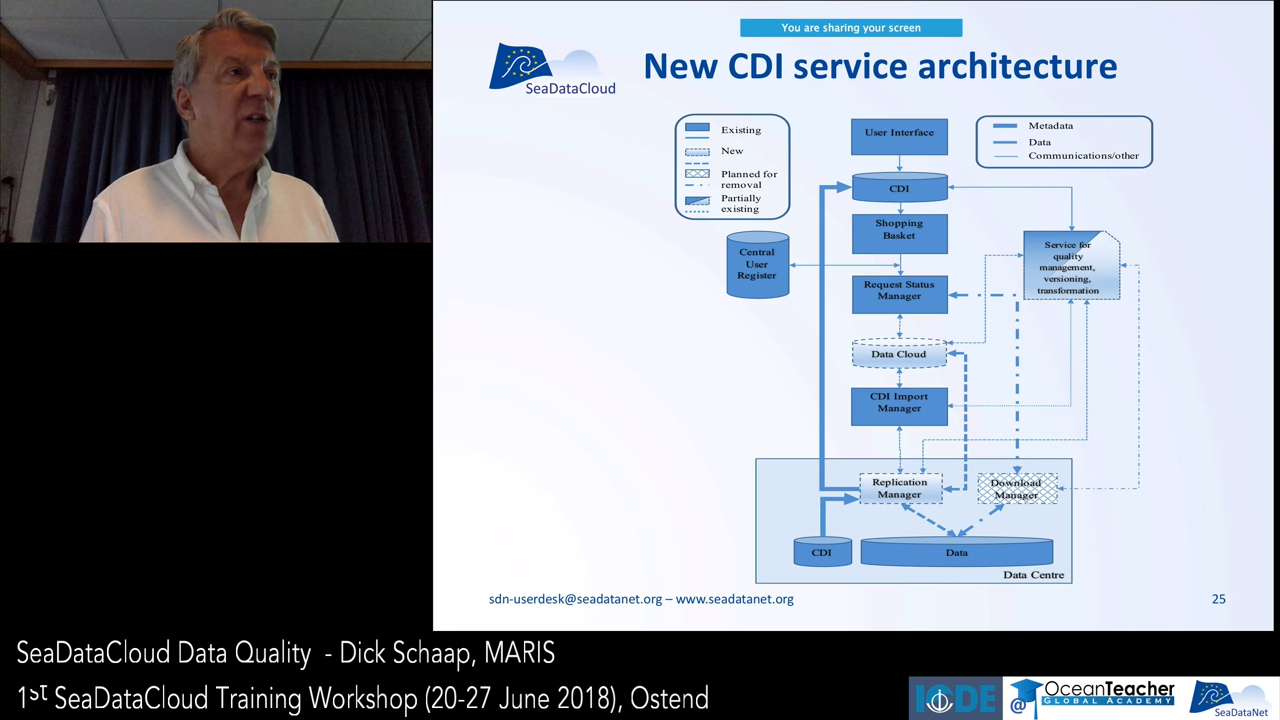 You are sharing your screen
SeaDataCloud
New CDI service architecture
Existing
New
Planned for
removal
Partially
existing
Metadata
Data
Communications/other
User Interface
CDI
Shopping
Basket
Central
User
Register
Service for
quality
management,
versioning,
transformation
Request Status
Manager
Data Cloud
CDI Import
Manager
Replication
Manager
Download
Manager
CDI
Data
Data Centre
sdn-userdesk@seadatanet.org – www.seadatanet.org
25
SeaDataCloud Data Quality - Dick Schaap, MARIS
1st SeaDataCloud Training Workshop (20-27 June 2018), Ostend
IODE
@
OceanTeacher
GLOBAL ACADEMY
SeaDataNet